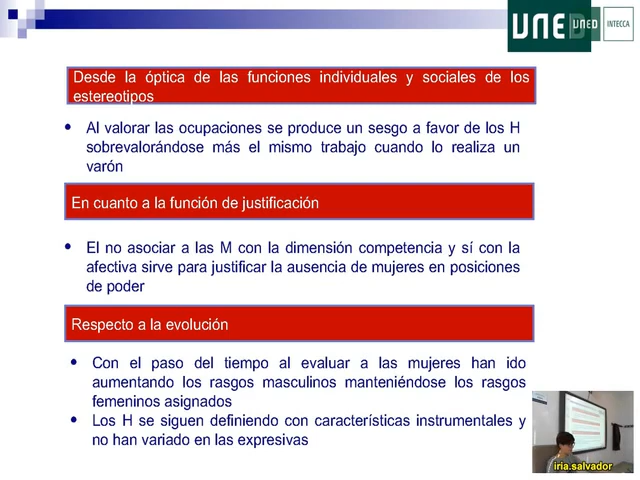 UNED
UNED
INTECCA
Desde la óptica de las funciones individuales y sociales de los
estereotipos
Al valorar las ocupaciones se produce un sesgo a favor de los H
sobrevalorándose más el mismo trabajo cuando lo realiza un
varón
En cuanto a la función de justificación
El no asociar a las M con la dimensión competencia y sí con la
afectiva sirve para justificar la ausencia de mujeres en posiciones
de poder
Respecto a la evolución
Con el paso del tiempo al evaluar a las mujeres han ido
aumentando los rasgos masculinos manteniéndose los rasgos
femeninos asignados
Los H se siguen definiendo con características instrumentales y
no han variado en las expresivas
iria.salvador